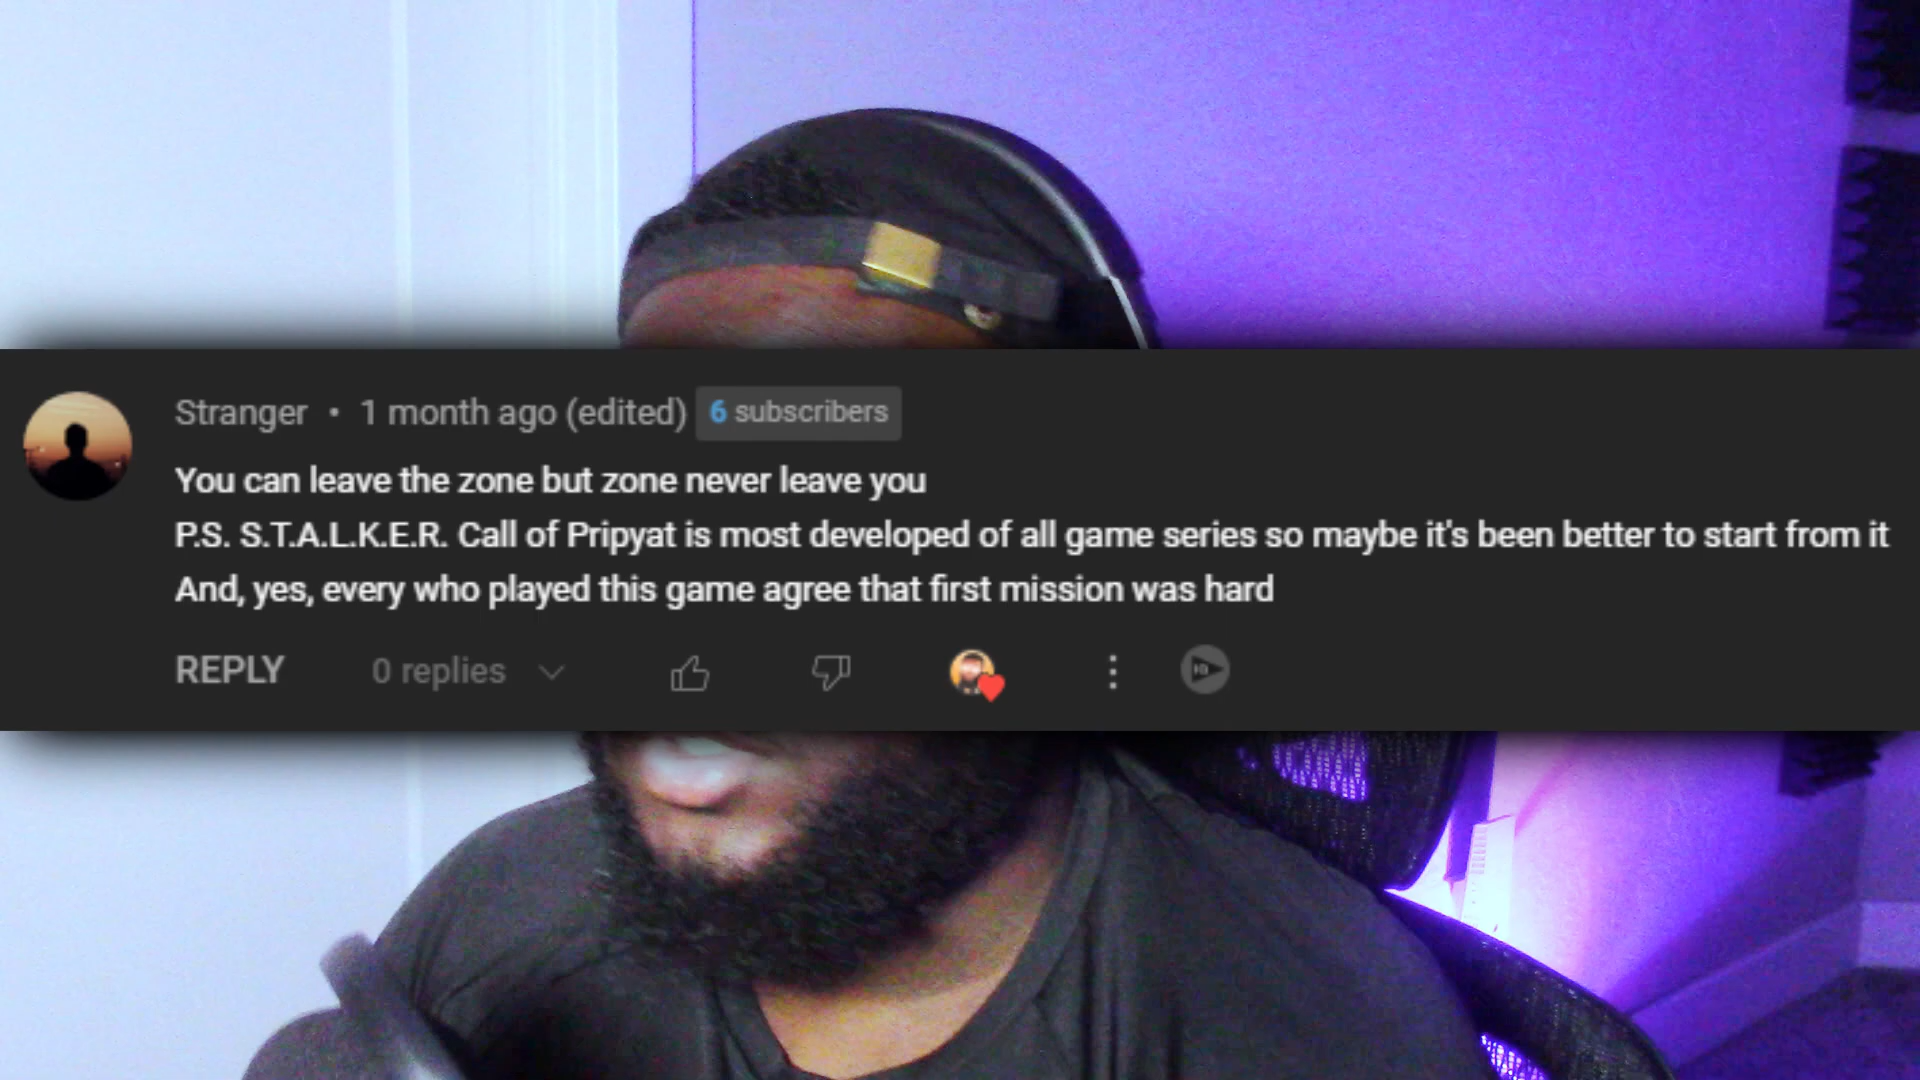 Stranger • 1 month ago (edited) 6 subscribers
You can leave the zone but zone never leave you
P.S. S.T.A.L.K.E.R. Call of Pripyat is most developed of all game series so maybe it's been better to start from it
And, yes, every who played this game agree that first mission was hard
REPLY 0 replies